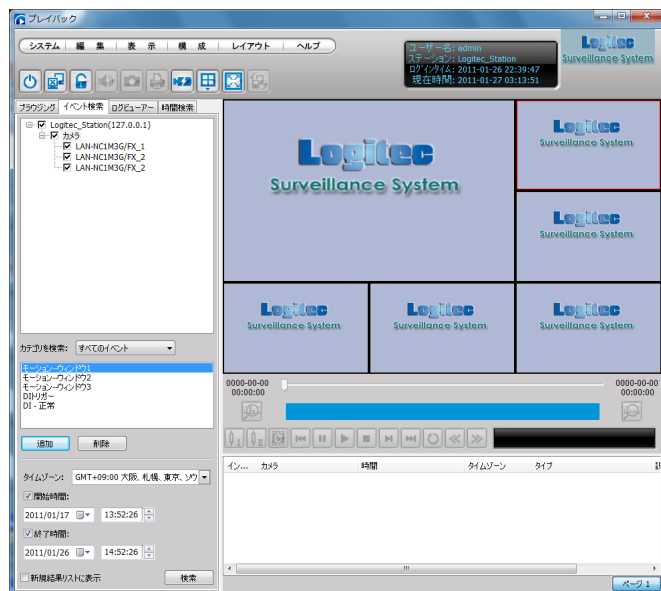 プレイバック
システム 編 集 表 示 構 成 レイアウト ヘルプ
ユーザー名: admin
ステーション: Logitec_Station
ログインタイム: 2011-01-26 22:39:47
現在時間: 2011-01-27 03:13:51
Logitec
Surveillance System
ブラウジング イベント検索 ログビューアー 時間検索
Logitec_Station(127.0.0.1)
カメラ
LAN-NC1M3G/FX_1
LAN-NC1M3G/FX_2
LAN-NC1M3G/FX_2
Logitec
Surveillance System
Logitec
Surveillance System
Logitec
Surveillance System
Logitec
Surveillance System
Logitec
Surveillance System
Logitec
Surveillance System
カテゴリを検索: すべてのイベント
モーション-ウィンドウ1
モーション-ウィンドウ2
モーション-ウィンドウ3
DIトリガー
DI - 正常
追加 削除
0000-00-00
00:00:00
0000-00-00
00:00:00
タイムゾーン: GMT+09:00 大阪、札幌、東京、ソウ
開始時間:
2011/01/17 13:52:26
終了時間:
2011/01/26 14:52:26
新規結果リストに表示 検索
イン... カメラ 時間 タイムゾーン タイプ
ページ 1